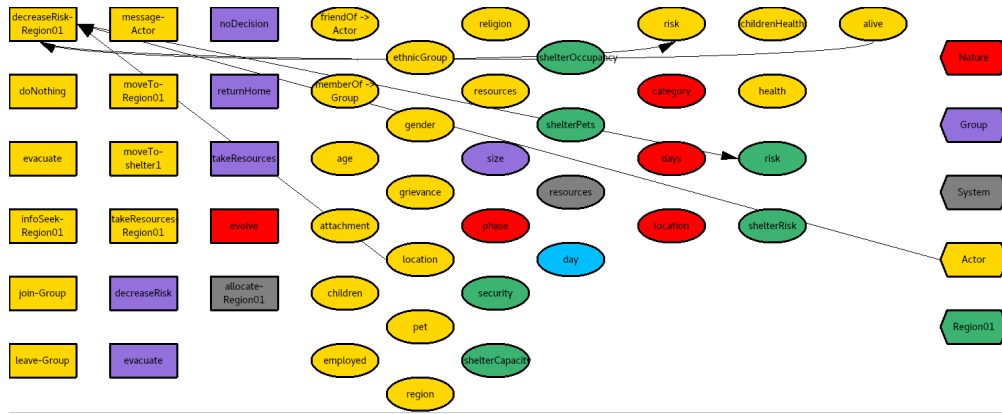 decreaseRisk-
Region01
message-
Actor
noDecision
friendOf ->
Actor
religion
risk
childrenHealth
alive
ethnicGroup
shelterOccupancy
Nature
doNothing
moveTo-
Region01
returnHome
memberOf ->
Group
resources
category
health
gender
shelterPets
Group
evacuate
moveTo-
shelter1
takeResources
age
size
days
risk
grievance
resources
System
infoSeek-
Region01
takeResources-
Region01
evolve
attachment
phase
location
shelterRisk
location
day
Actor
join-Group
decreaseRisk
allocate-
Region01
children
security
pet
Region01
leave-Group
evacuate
employed
shelterCapacity
region